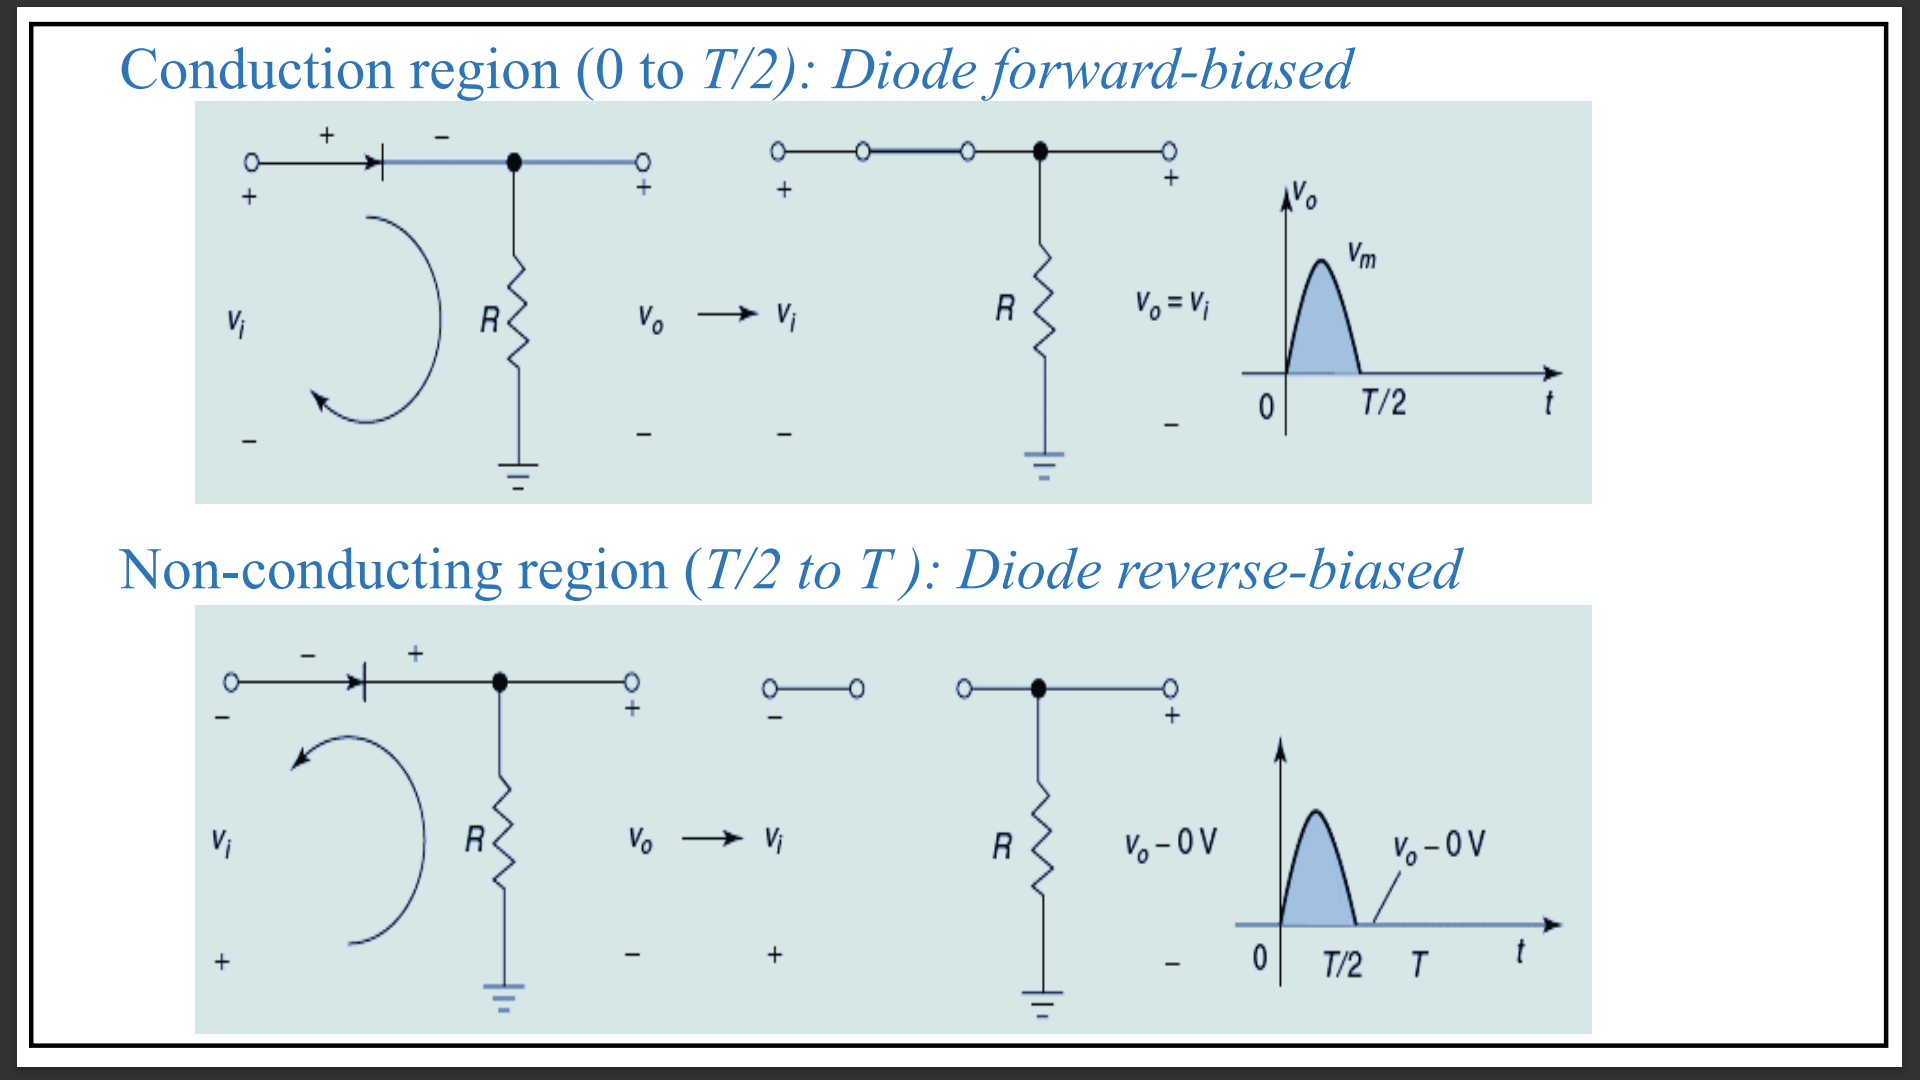 Conduction region (0 to T/2): Diode forward-biased
+ − + + + +
vi R vo vi R vo = vi vo vm
− − − −
0 T/2 t
Non-conducting region (T/2 to T ): Diode reverse-biased
− + − + − +
vi R vo vi R vo − 0 V vo − 0 V
+ − + −
0 T/2 T t